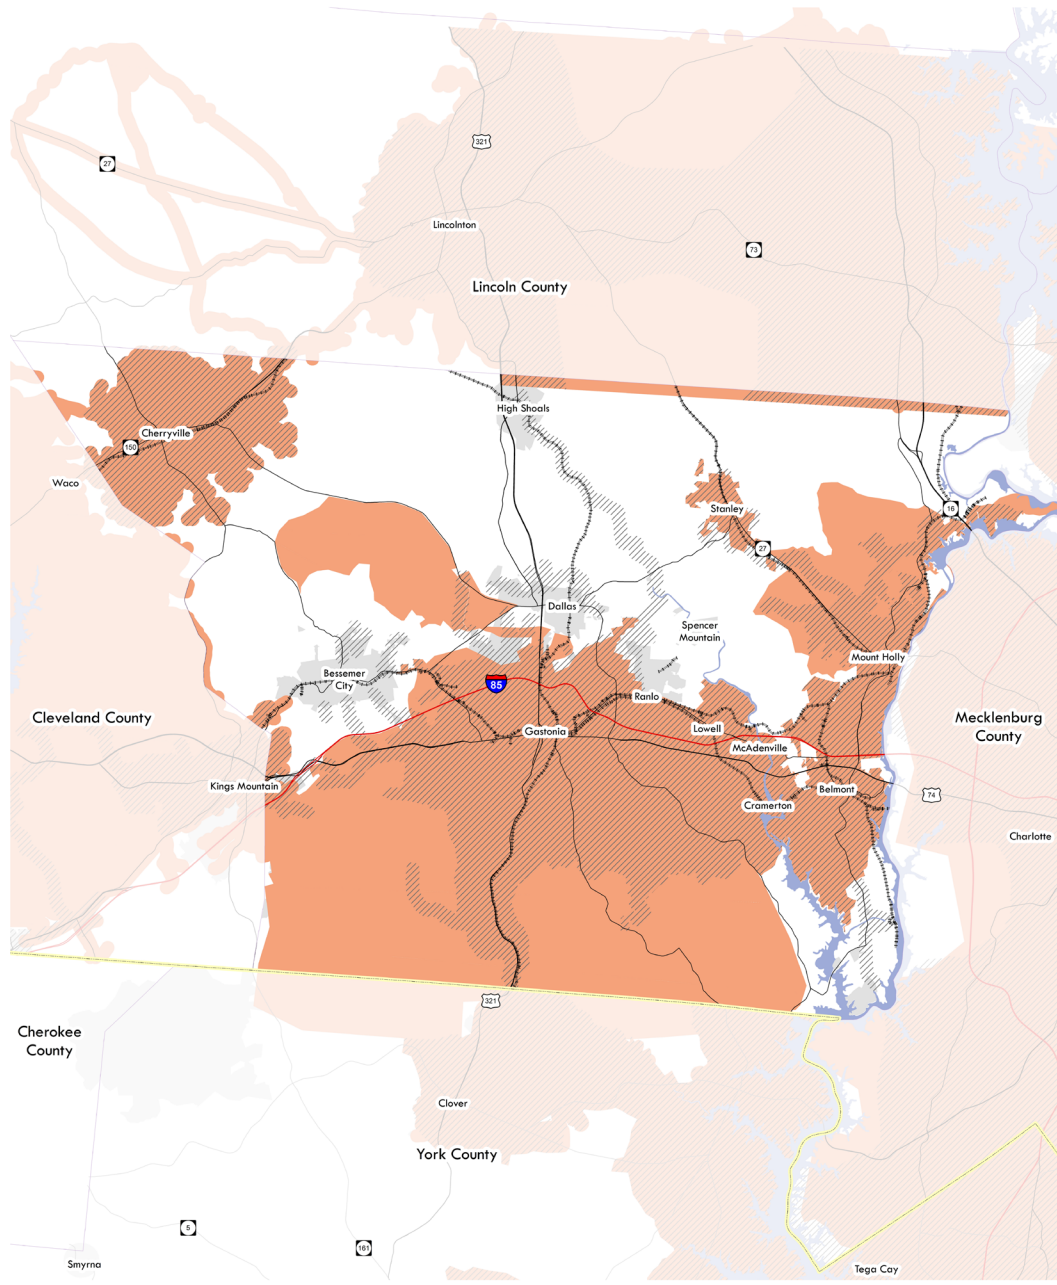 27
321
Lincolnton
73
Lincoln County
High Shoals
Cherryville
150
Waco
Stanley
16
27
Dallas
Spencer
Mountain
Mount Holly
Bessemer
City
85
Ranlo
Cleveland County
Mecklenburg
County
Gastonia
Lowell
McAdenville
Kings Mountain
Belmont
74
Cramerton
Charlotte
321
Cherokee
County
Clover
York County
5
161
Smyrna
Tega Cay